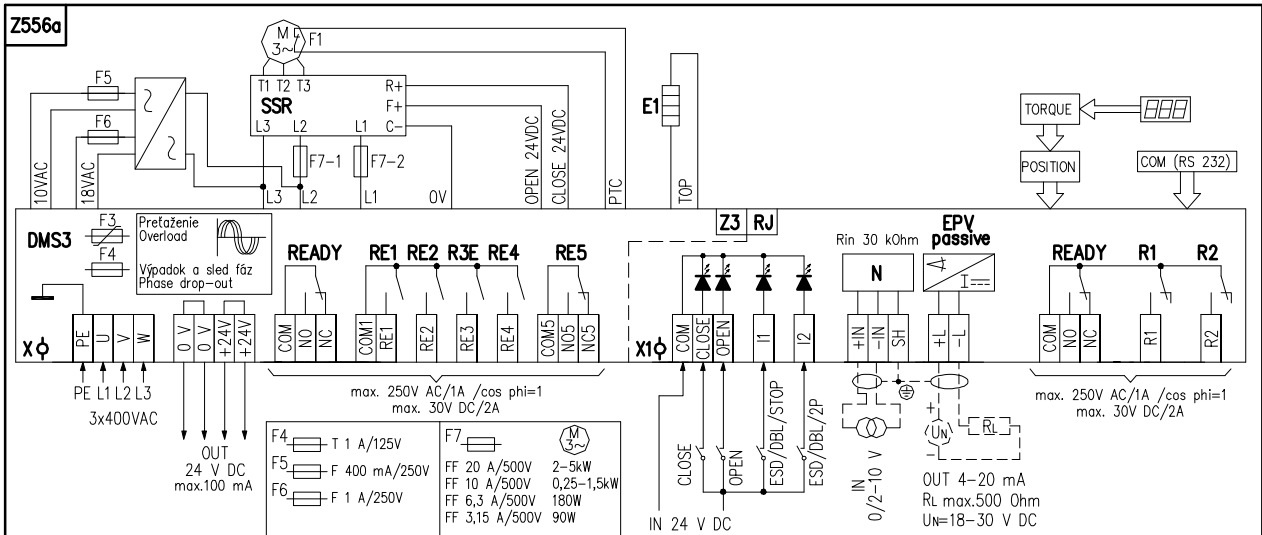 Z556a
M
3~
F1
T1 T2 T3
SSR
R+
F+
C-
L3 L2 L1
F5
F6
F7-1
F7-2
E1
TORQUE
POSITION
COM (RS 232)
10VAC
18VAC
L3
L2
L1
0V
OPEN 24VDC
CLOSE 24VDC
PTC
TOP
DMS3
F3
F4
Preťaženie
Overload
Výpadok a sled fáz
Phase drop-out
READY
RE1 RE2 R3E RE4
RE5
Z3 RJ
Rin 30 kOhm
N
EPV
passive
I
READY
R1
R2
X
PE
U
V
W
0 V
0 V
+24V
+24V
COM
NO
NC
COM1
RE1
RE2
RE3
RE4
COM5
NO5
NC5
X1
COM
CLOSE
OPEN
I1
I2
+IN
-IN
SH
+L
-L
COM
NO
NC
R1
R2
PE L1 L2 L3
3x400VAC
OUT
24 V DC
max.100 mA
max. 250V AC/1A /cos phi=1
max. 30V DC/2A
F4 T 1 A/125V
F5 F 400 mA/250V
F6 F 1 A/250V
F7
M
3~
FF 20 A/500V 2-5kW
FF 10 A/500V 0,25-1,5kW
FF 6,3 A/500V 180W
FF 3,15 A/500V 90W
CLOSE
OPEN
ESD/DBL/STOP
ESD/DBL/2P
IN 24 V DC
IN
0/2-10 V
+
UN
-
RL
OUT 4-20 mA
RL max.500 Ohm
UN=18-30 V DC
max. 250V AC/1A /cos phi=1
max. 30V DC/2A